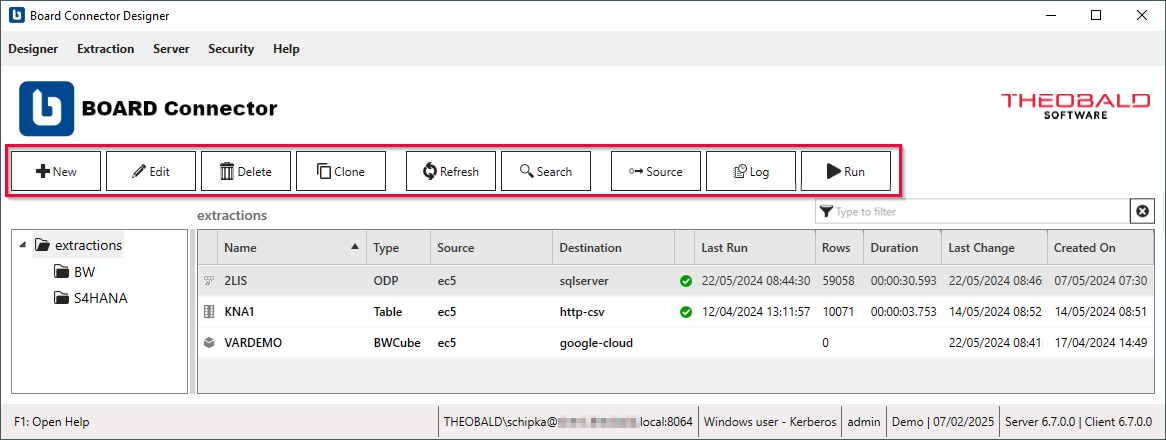 Board Connector Designer
Designer Extraction Server Security Help
BOARD Connector
THEOBALD
SOFTWARE
New Edit Delete Clone Refresh Search Source Log Run
extractions
Type to filter
extractions
BW
S4HANA
Name Type Source Destination Last Run Rows Duration Last Change Created On
2LIS ODP ec5 sqlserver 22/05/2024 08:44:30 59058 00:00:30.593 22/05/2024 08:46 07/05/2024 07:30
KNA1 Table ec5 http-csv 12/04/2024 13:11:57 10071 00:00:03.753 14/05/2024 08:52 14/05/2024 08:51
VARDEMO BWCube ec5 google-cloud 0 22/05/2024 08:41 17/04/2024 14:49
F1: Open Help THEOBALD\schipka@ local:8064 Windows user - Kerberos admin Demo | 07/02/2025 Server 6.7.0.0 | Client 6.7.0.0